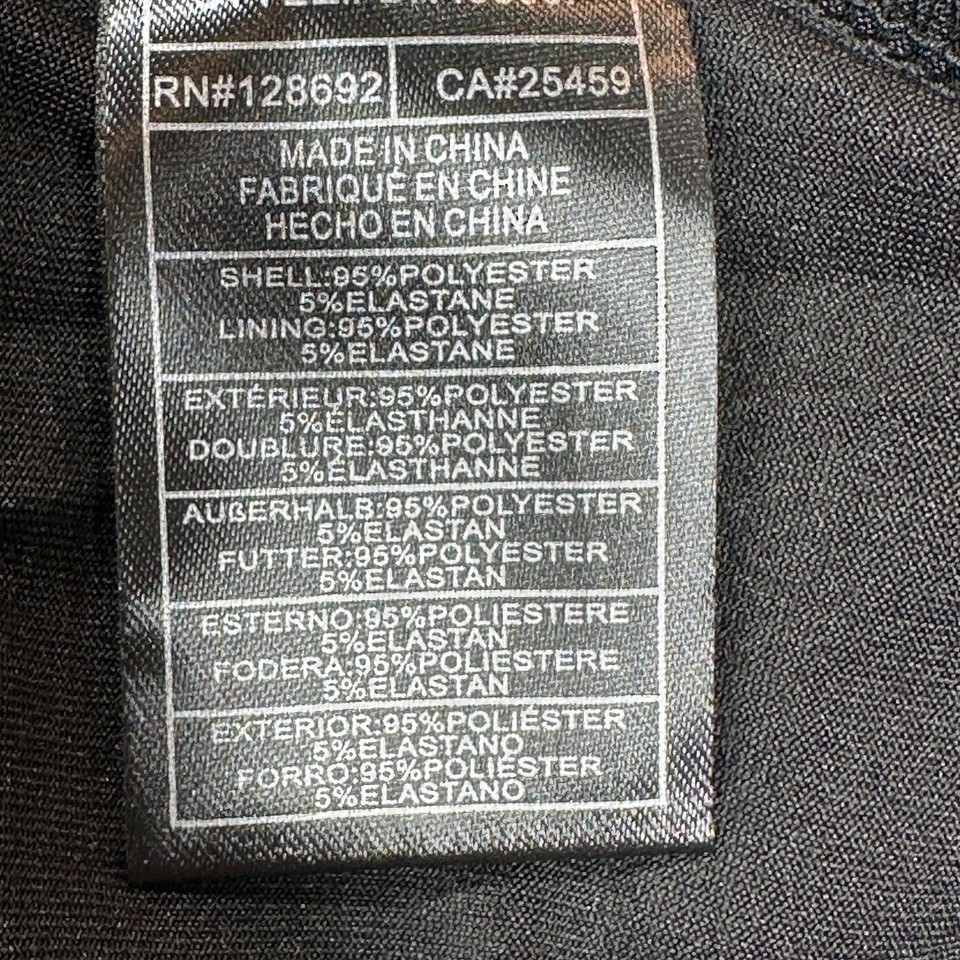 RN#128692 CA#25459
MADE IN CHINA
FABRIQUÉ EN CHINE
HECHO EN CHINA
SHELL:95%POLYESTER
5%ELASTANE
LINING:95%POLYESTER
5%ELASTANE
EXTÉRIEUR:95%POLYESTER
5%ÉLASTHANNE
DOUBLURE:95%POLYESTER
5%ÉLASTHANNE
AUßERHALB:95%POLYESTER
5%ELASTAN
FUTTER:95%POLYESTER
5%ELASTAN
ESTERNO:95%POLIESTERE
5%ELASTAN
FODERA:95%POLIESTERE
5%ELASTAN
EXTERIOR:95%POLIÉSTER
5%ELASTANO
FORRO:95%POLIÉSTER
5%ELASTANO